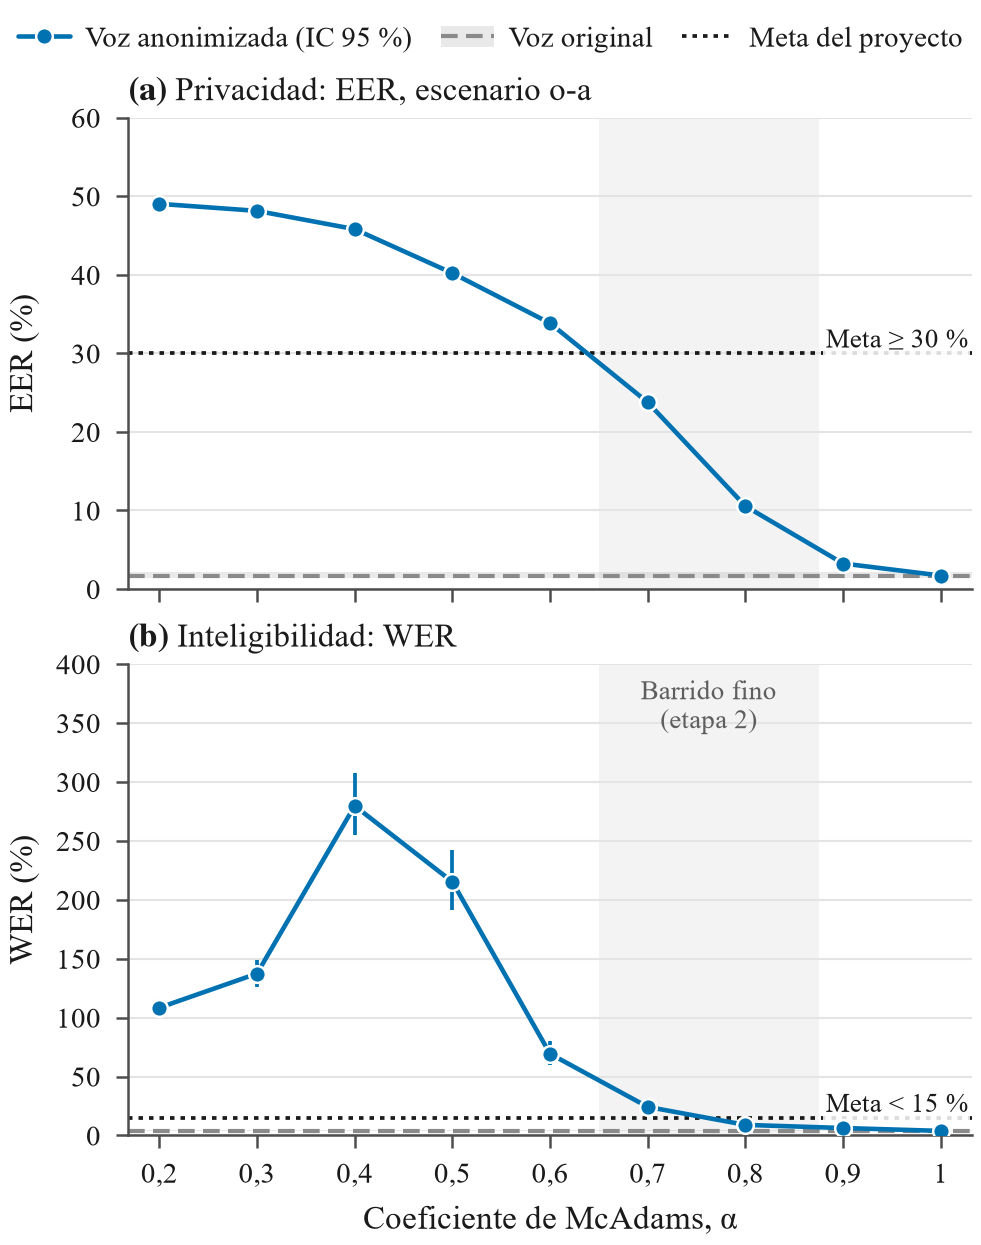 Voz anonimizada (IC 95 %) Voz original Meta del proyecto
(a) Privacidad: EER, escenario o-a
60
50
40
30
20
10
0
EER (%)
Meta ≥ 30 %
(b) Inteligibilidad: WER
400
350
300
250
200
150
100
50
0
WER (%)
Barrido fino
(etapa 2)
Meta < 15 %
0,2 0,3 0,4 0,5 0,6 0,7 0,8 0,9 1
Coeficiente de McAdams, α